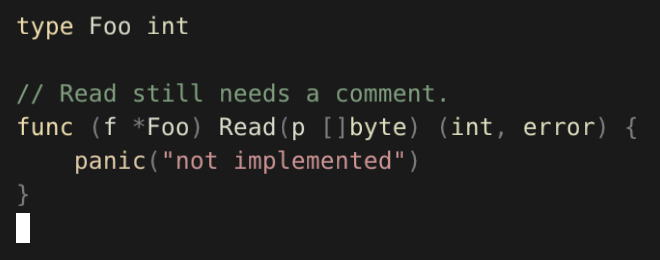 type Foo int

// Read still needs a comment.
func (f *Foo) Read(p []byte) (int, error) {
    panic("not implemented")
}